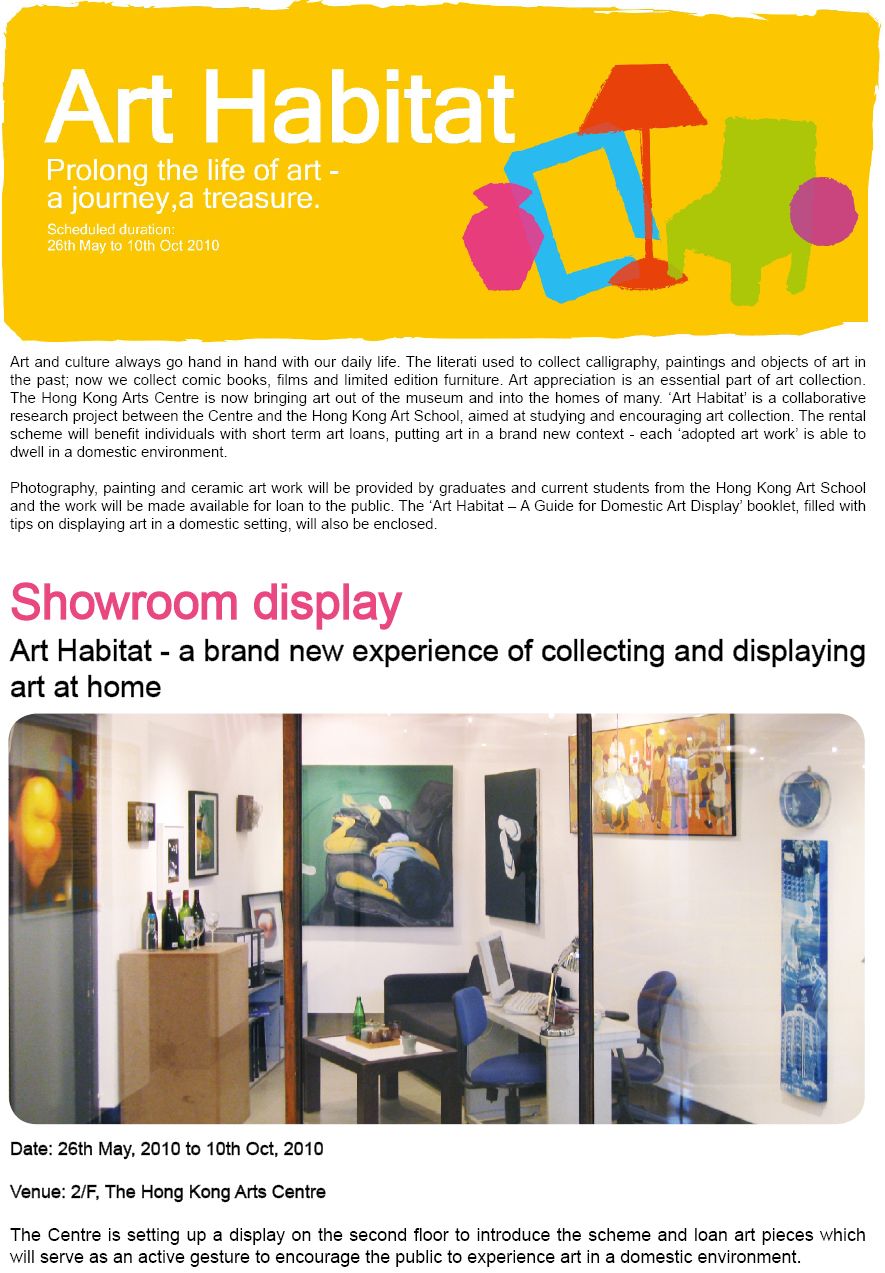 Art Habitat
Prolong the life of art -
a journey,a treasure.
Scheduled duration:
26th May to 10th Oct 2010
Art and culture always go hand in hand with our daily life. The literati used to collect calligraphy, paintings and objects of art in
the past; now we collect comic books, films and limited edition furniture. Art appreciation is an essential part of art collection.
The Hong Kong Arts Centre is now bringing art out of the museum and into the homes of many. ‘Art Habitat’ is a collaborative
research project between the Centre and the Hong Kong Art School, aimed at studying and encouraging art collection. The rental
scheme will benefit individuals with short term art loans, putting art in a brand new context - each ‘adopted art work’ is able to
dwell in a domestic environment.
Photography, painting and ceramic art work will be provided by graduates and current students from the Hong Kong Art School
and the work will be made available for loan to the public. The ‘Art Habitat – A Guide for Domestic Art Display’ booklet, filled with
tips on displaying art in a domestic setting, will also be enclosed.
Showroom display
Art Habitat - a brand new experience of collecting and displaying
art at home
Date: 26th May, 2010 to 10th Oct, 2010
Venue: 2/F, The Hong Kong Arts Centre
The Centre is setting up a display on the second floor to introduce the scheme and loan art pieces which
will serve as an active gesture to encourage the public to experience art in a domestic environment.